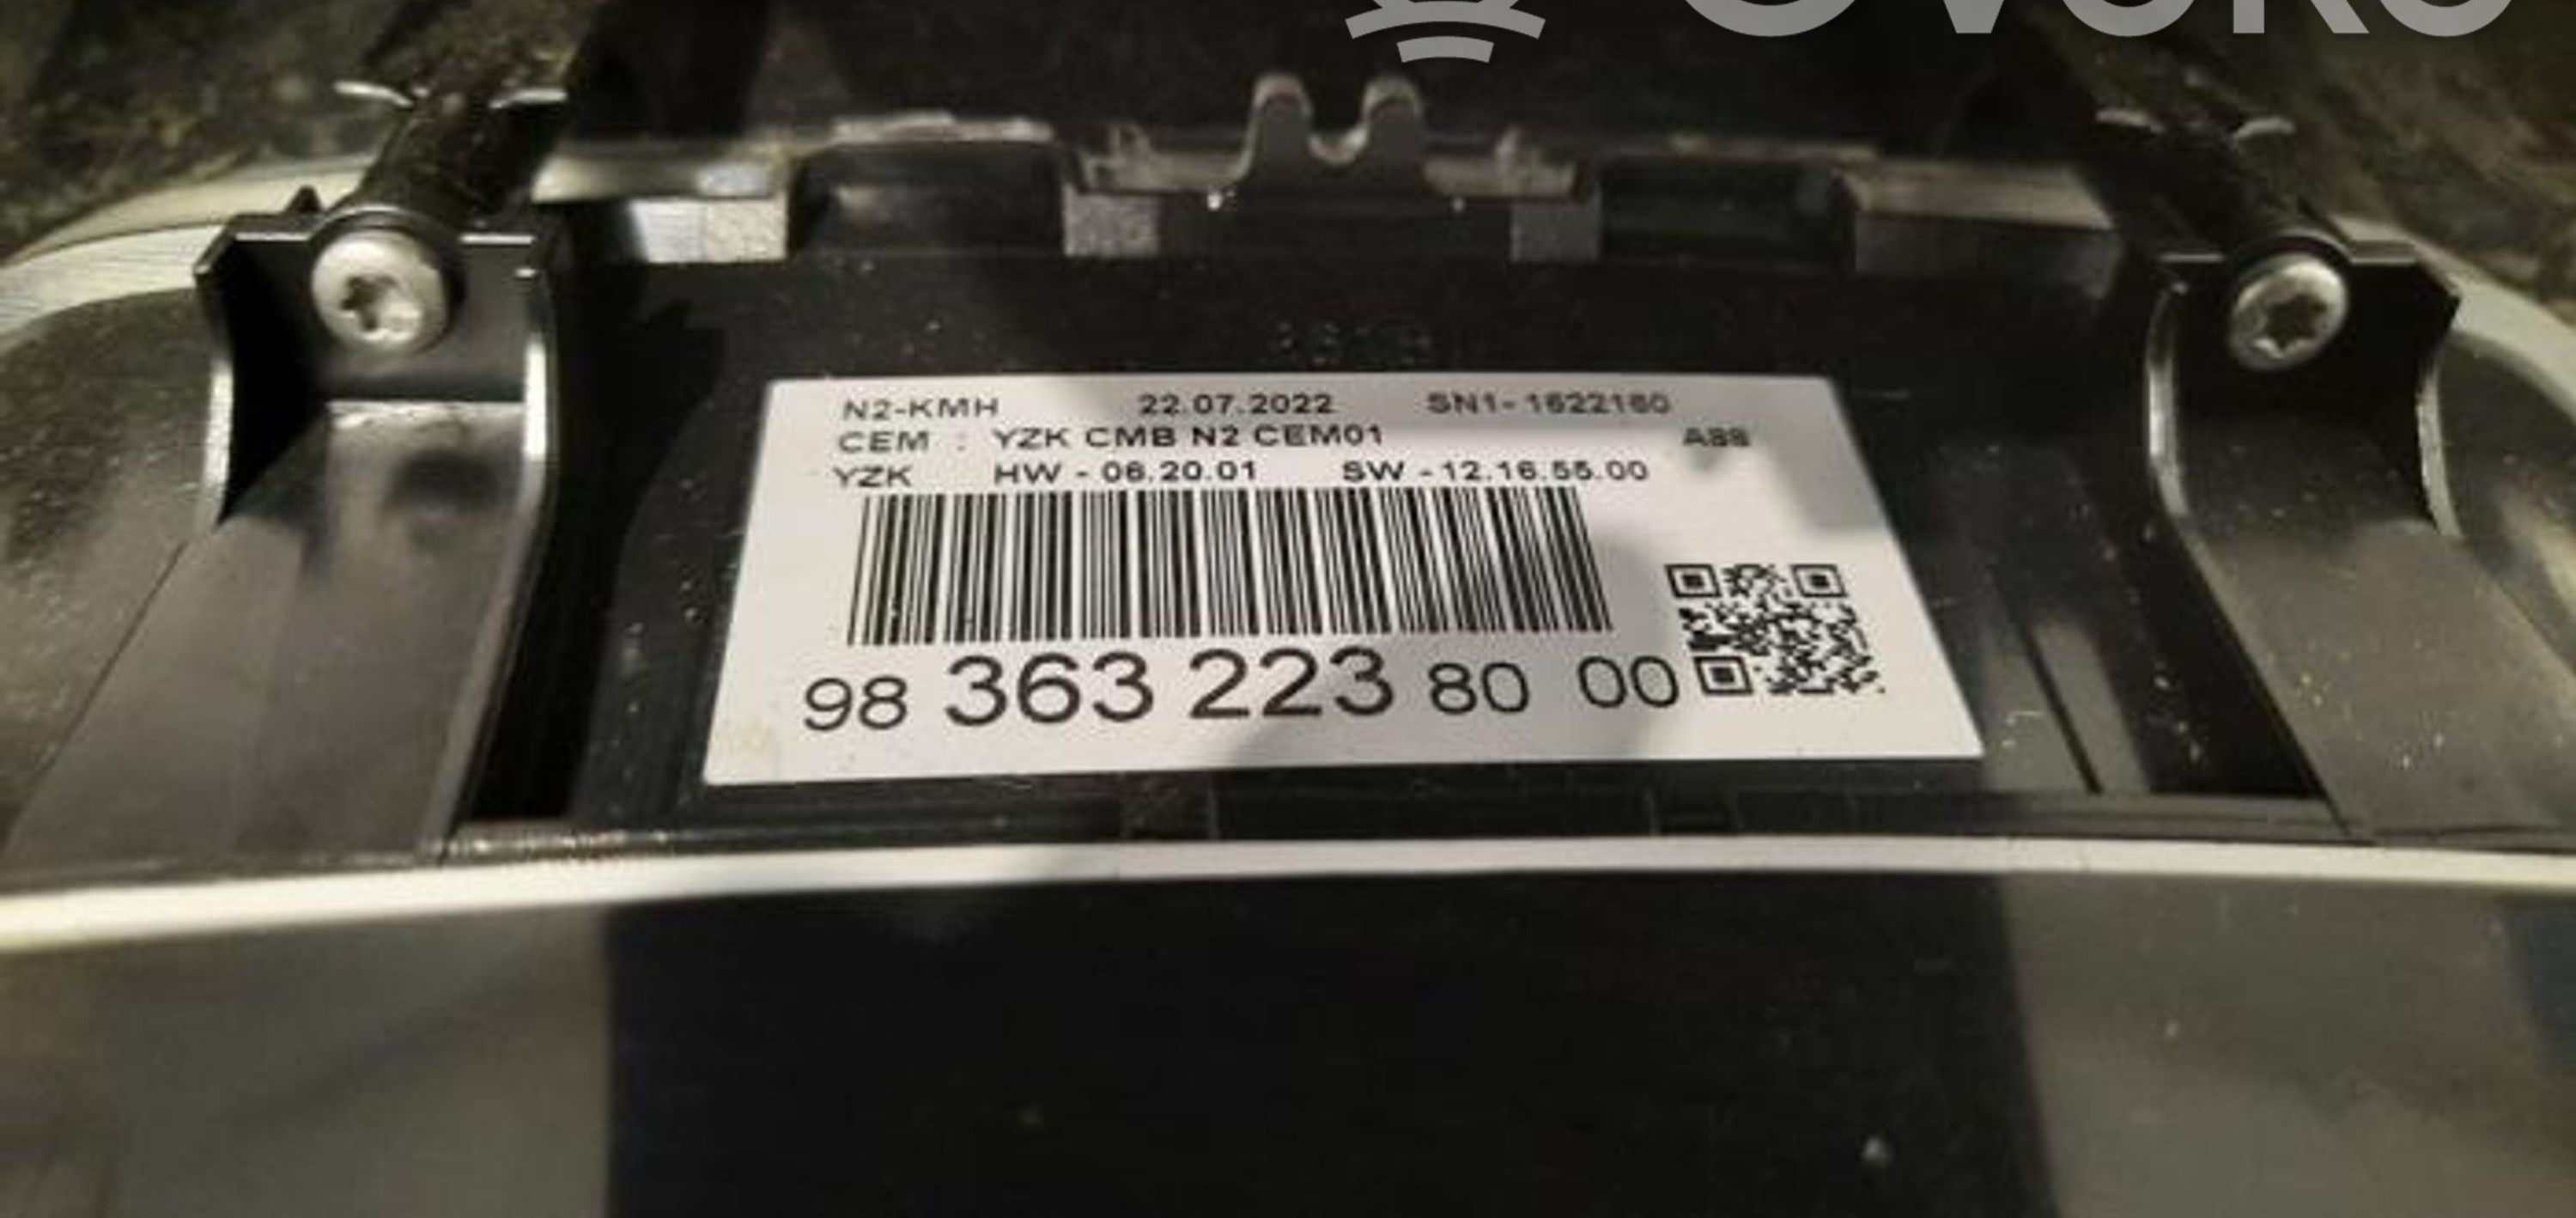 N2-KMH 22.07.2022 SN1-1622160
CEM : YZK CMB N2 CEM01 A88
YZK HW - 06.20.01 SW - 12.16.55.00
98 363 223 80 00